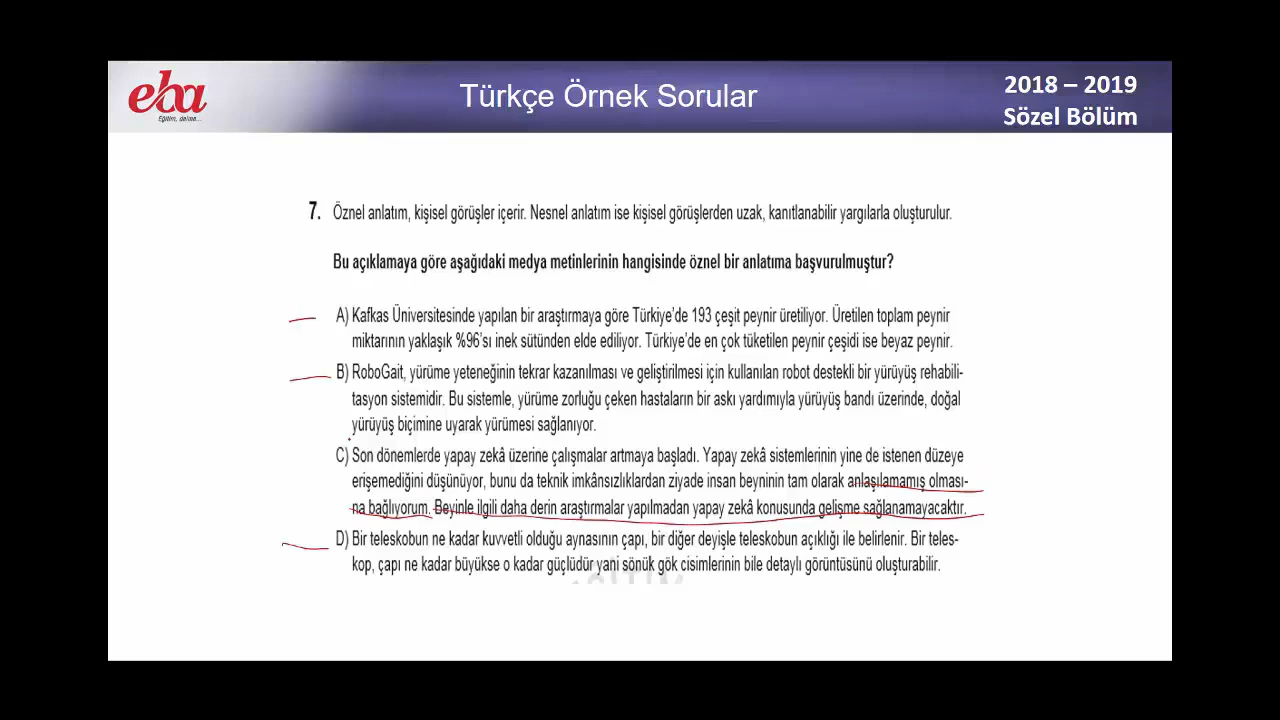 eba
Eğitim, daima...
Türkçe Örnek Sorular
2018 – 2019
Sözel Bölüm
7. Öznel anlatım, kişisel görüşler içerir. Nesnel anlatım ise kişisel görüşlerden uzak, kanıtlanabilir yargılarla oluşturulur.
Bu açıklamaya göre aşağıdaki medya metinlerinin hangisinde öznel bir anlatıma başvurulmuştur?
A) Kafkas Üniversitesinde yapılan bir araştırmaya göre Türkiye'de 193 çeşit peynir üretiliyor. Üretilen toplam peynir
miktarının yaklaşık %96'sı inek sütünden elde ediliyor. Türkiye'de en çok tüketilen peynir çeşidi ise beyaz peynir.
B) RoboGait, yürüme yeteneğinin tekrar kazanılması ve geliştirilmesi için kullanılan robot destekli bir yürüyüş rehabili-
tasyon sistemidir. Bu sistemle, yürüme zorluğu çeken hastaların bir askı yardımıyla yürüyüş bandı üzerinde, doğal
yürüyüş biçimine uyarak yürümesi sağlanıyor.
C) Son dönemlerde yapay zekâ üzerine çalışmalar artmaya başladı. Yapay zekâ sistemlerinin yine de istenen düzeye
erişemediğini düşünüyor, bunu da teknik imkânsızlıklardan ziyade insan beyninin tam olarak anlaşılamamış olması-
na bağlıyorum. Beyinle ilgili daha derin araştırmalar yapılmadan yapay zekâ konusunda gelişme sağlanamayacaktır.
D) Bir teleskobun ne kadar kuvvetli olduğu aynasının çapı, bir diğer deyişle teleskobun açıklığı ile belirlenir. Bir teles-
kop, çapı ne kadar büyükse o kadar güçlüdür yani sönük gök cisimlerinin bile detaylı görüntüsünü oluşturabilir.